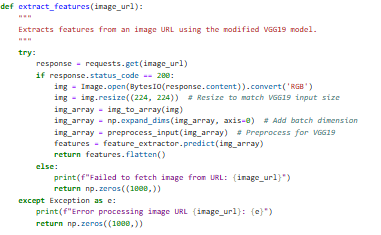 def extract_features(image_url):
    """
    Extracts features from an image URL using the modified VGG19 model.
    """
    try:
        response = requests.get(image_url)
        if response.status_code == 200:
            img = Image.open(BytesIO(response.content)).convert('RGB')
            img = img.resize((224, 224))  # Resize to match VGG19 input size
            img_array = img_to_array(img)
            img_array = np.expand_dims(img_array, axis=0)  # Add batch dimension
            img_array = preprocess_input(img_array)  # Preprocess for VGG19
            features = feature_extractor.predict(img_array)
            return features.flatten()
        else:
            print(f"Failed to fetch image from URL: {image_url}")
            return np.zeros((1000,))
    except Exception as e:
        print(f"Error processing image URL {image_url}: {e}")
        return np.zeros((1000,))